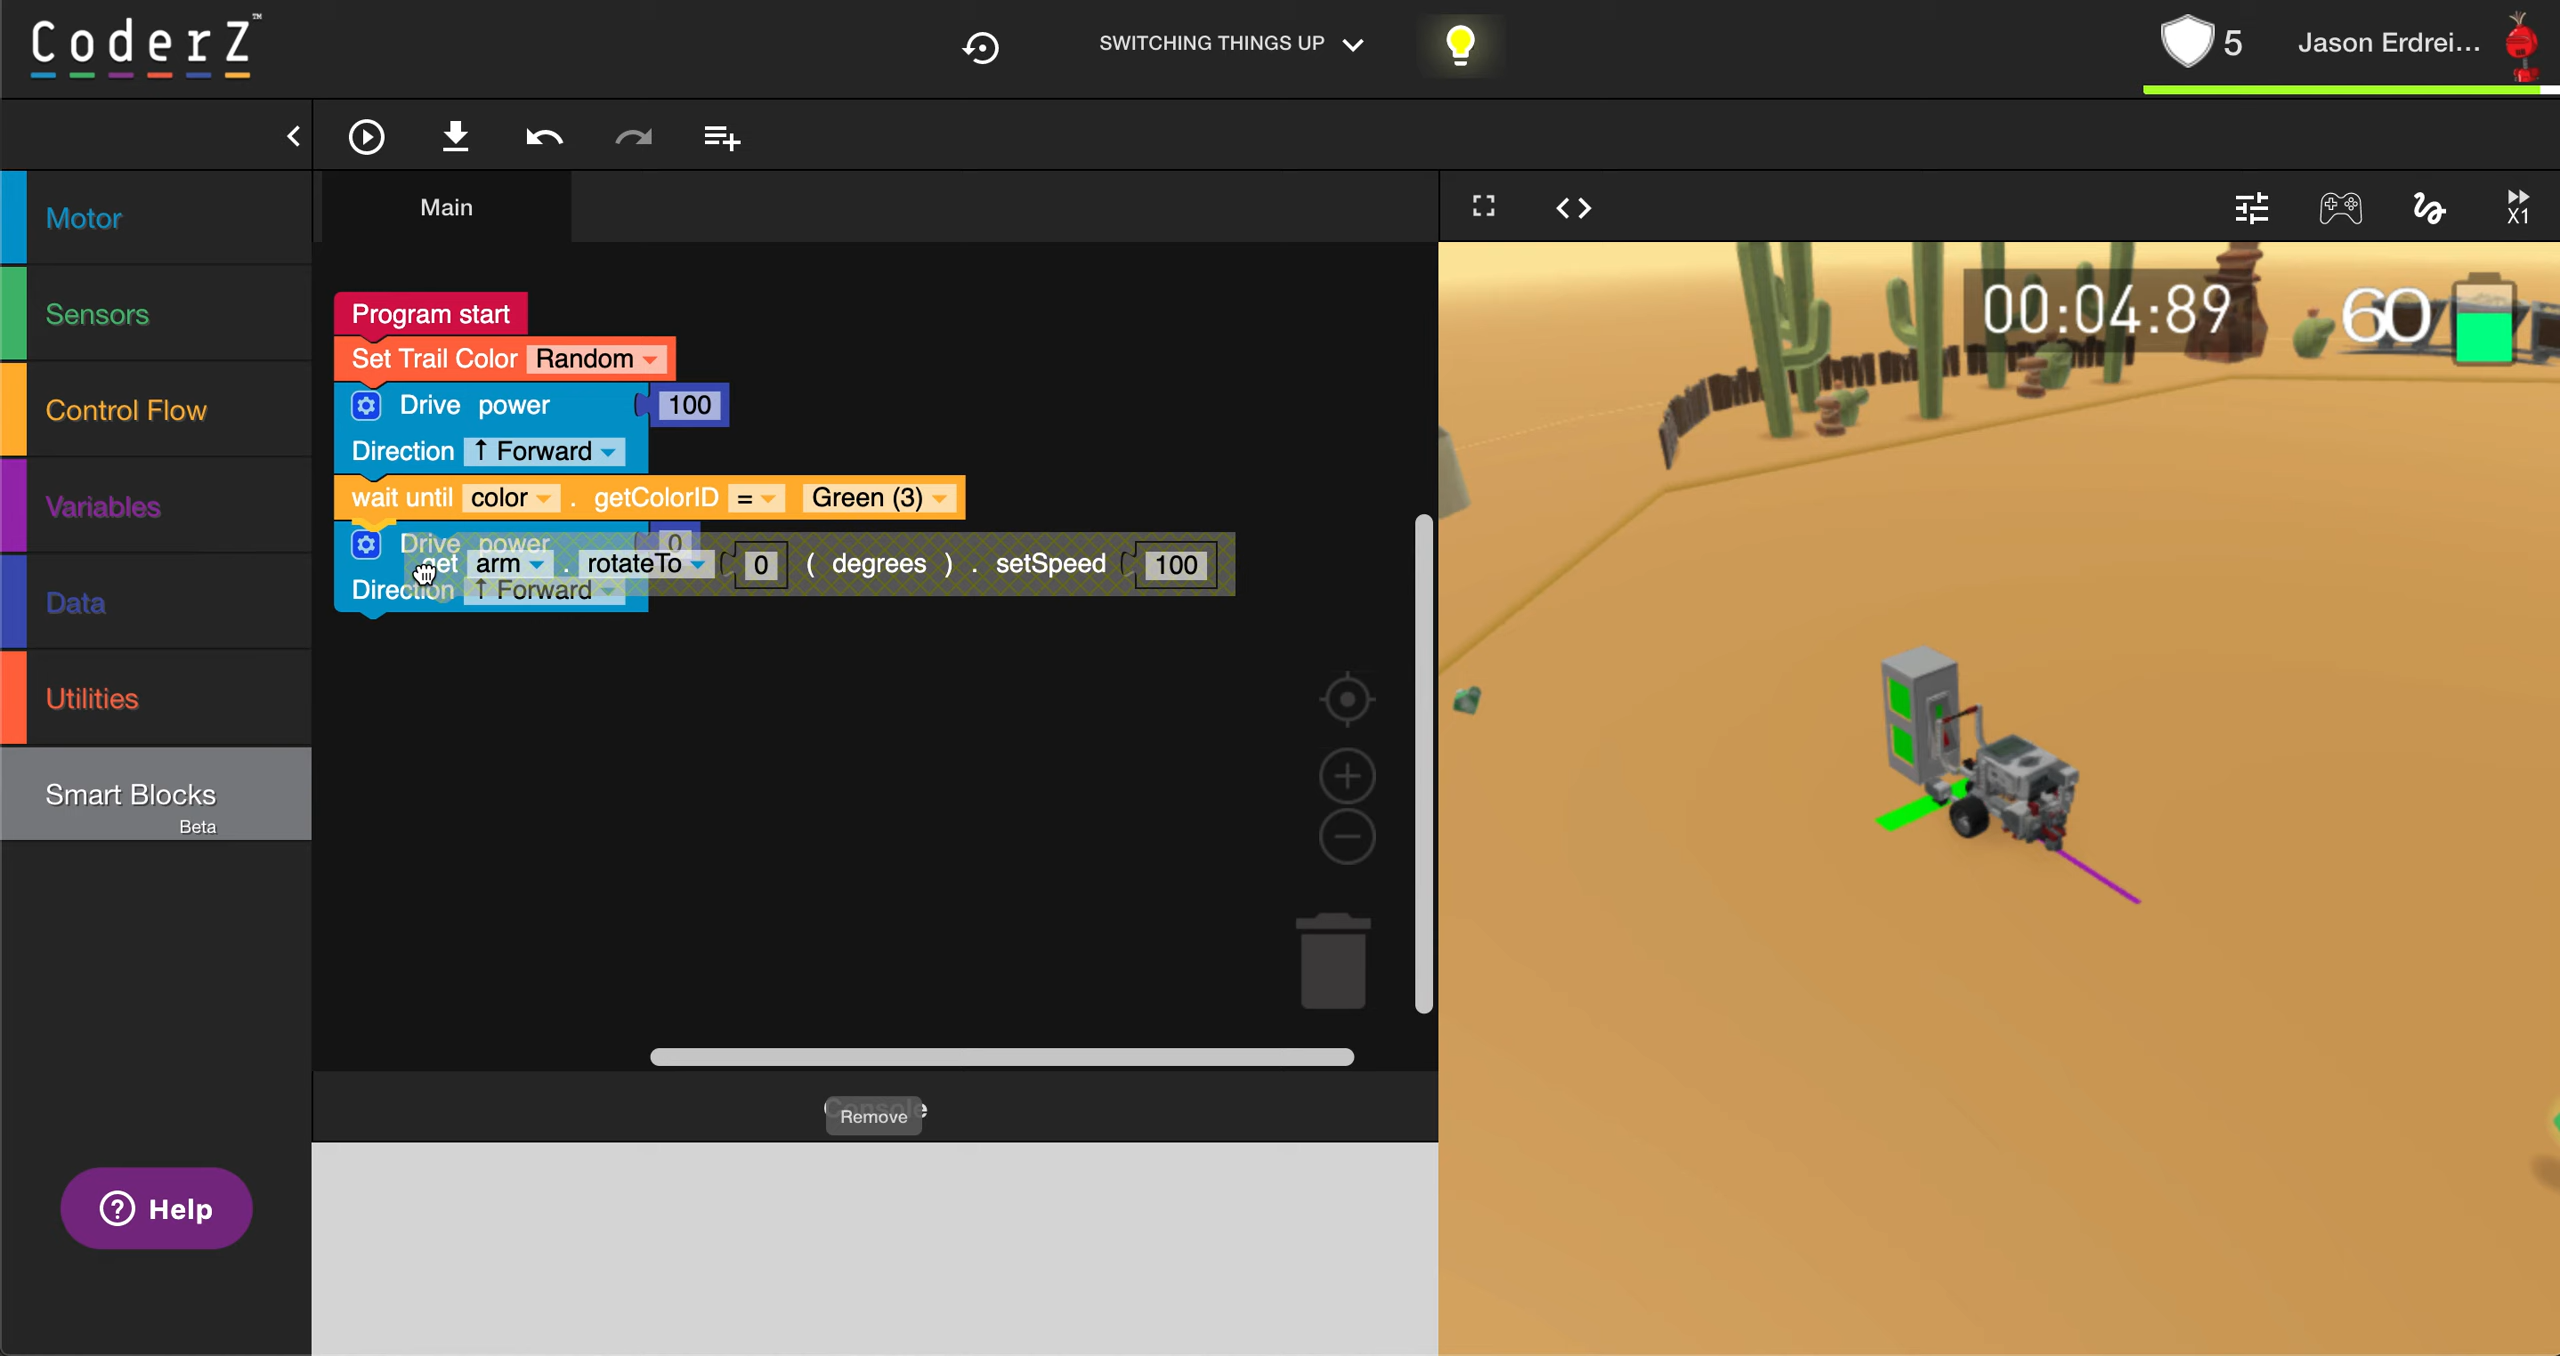 CoderZ™
SWITCHING THINGS UP
5
Jason Erdrei...
Main
X1
Motor
Sensors
Control Flow
Variables
Data
Utilities
Smart Blocks
Beta
Help
Program start
Set Trail Color Random
Drive power 100
Direction ↑ Forward
wait until color . getColorID = Green (3)
Drive power 0
get arm . rotateTo 0 ( degrees ) . setSpeed 100
Direction ↑ Forward
Console
Remove
00:04:89
60